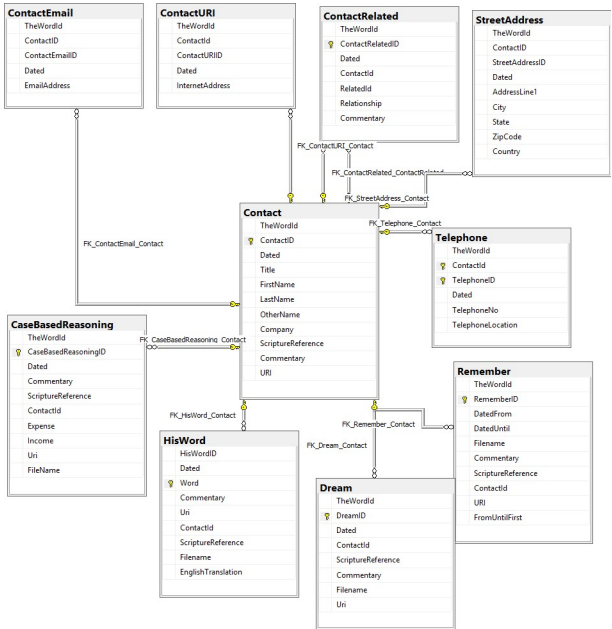 ContactEmail
TheWordId
ContactID
ContactEmailID
Dated
EmailAddress
ContactURI
TheWordId
ContactId
ContactURIID
Dated
InternetAddress
ContactRelated
TheWordId
ContactRelatedID
Dated
ContactId
RelatedId
Relationship
Commentary
StreetAddress
TheWordId
ContactID
StreetAddressID
Dated
AddressLine1
City
State
ZipCode
Country
FK_ContactURI_Contact
FK_ContactRelated_ContactRelated
FK_StreetAddress_Contact
FK_Telephone_Contact
FK_ContactEmail_Contact
Contact
TheWordId
ContactID
Dated
Title
FirstName
LastName
OtherName
Company
ScriptureReference
Commentary
URI
Telephone
TheWordId
ContactId
TelephoneID
Dated
TelephoneNo
TelephoneLocation
CaseBasedReasoning
TheWordId
CaseBasedReasoningID
Dated
Commentary
ScriptureReference
ContactId
Expense
Income
Uri
FileName
FK_CaseBasedReasoning_Contact
Remember
TheWordId
RememberID
DatedFrom
DatedUntil
Filename
Commentary
ScriptureReference
ContactId
URI
FromUntilFirst
FK_HisWord_Contact
FK_Remember_Contact
FK_Dream_Contact
HisWord
HisWordID
Dated
Word
Commentary
Uri
ContactId
ScriptureReference
Filename
EnglishTranslation
Dream
TheWordId
DreamID
Dated
ContactId
ScriptureReference
Commentary
Filename
Uri